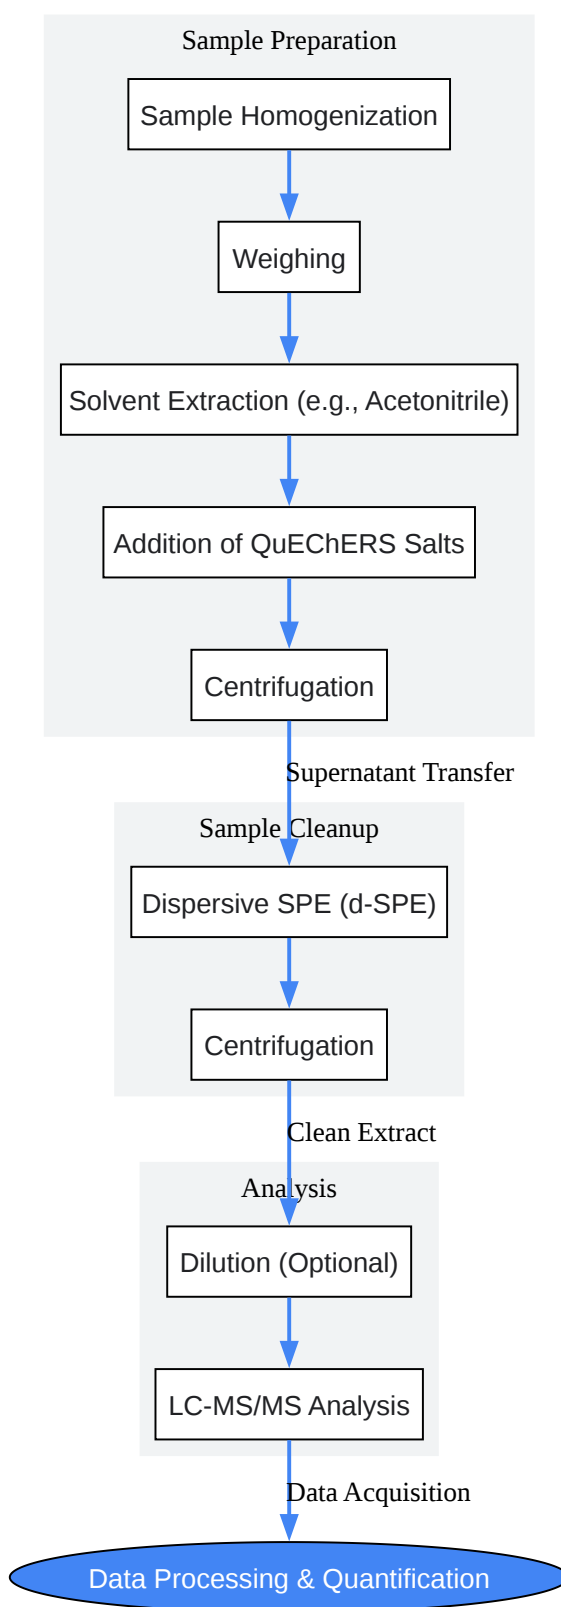 Sample Preparation
Sample Homogenization
Weighing
Solvent Extraction (e.g., Acetonitrile)
Addition of QuEChERS Salts
Centrifugation
Supernatant Transfer
Sample Cleanup
Dispersive SPE (d-SPE)
Centrifugation
Clean Extract
Analysis
Dilution (Optional)
LC-MS/MS Analysis
Data Acquisition
Data Processing & Quantification